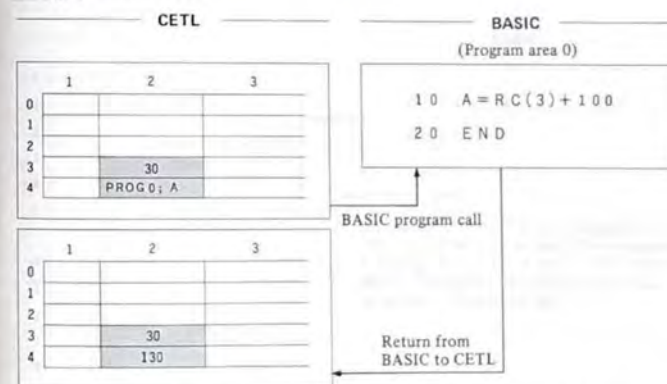 CETL
BASIC
(Program area 0)
1 2 3
0
1
2
3 30
4 PROG0; A
10 A=RC(3)+100
20 END
BASIC program call
1 2 3
0
1
2
3 30
4 130
Return from
BASIC to CETL